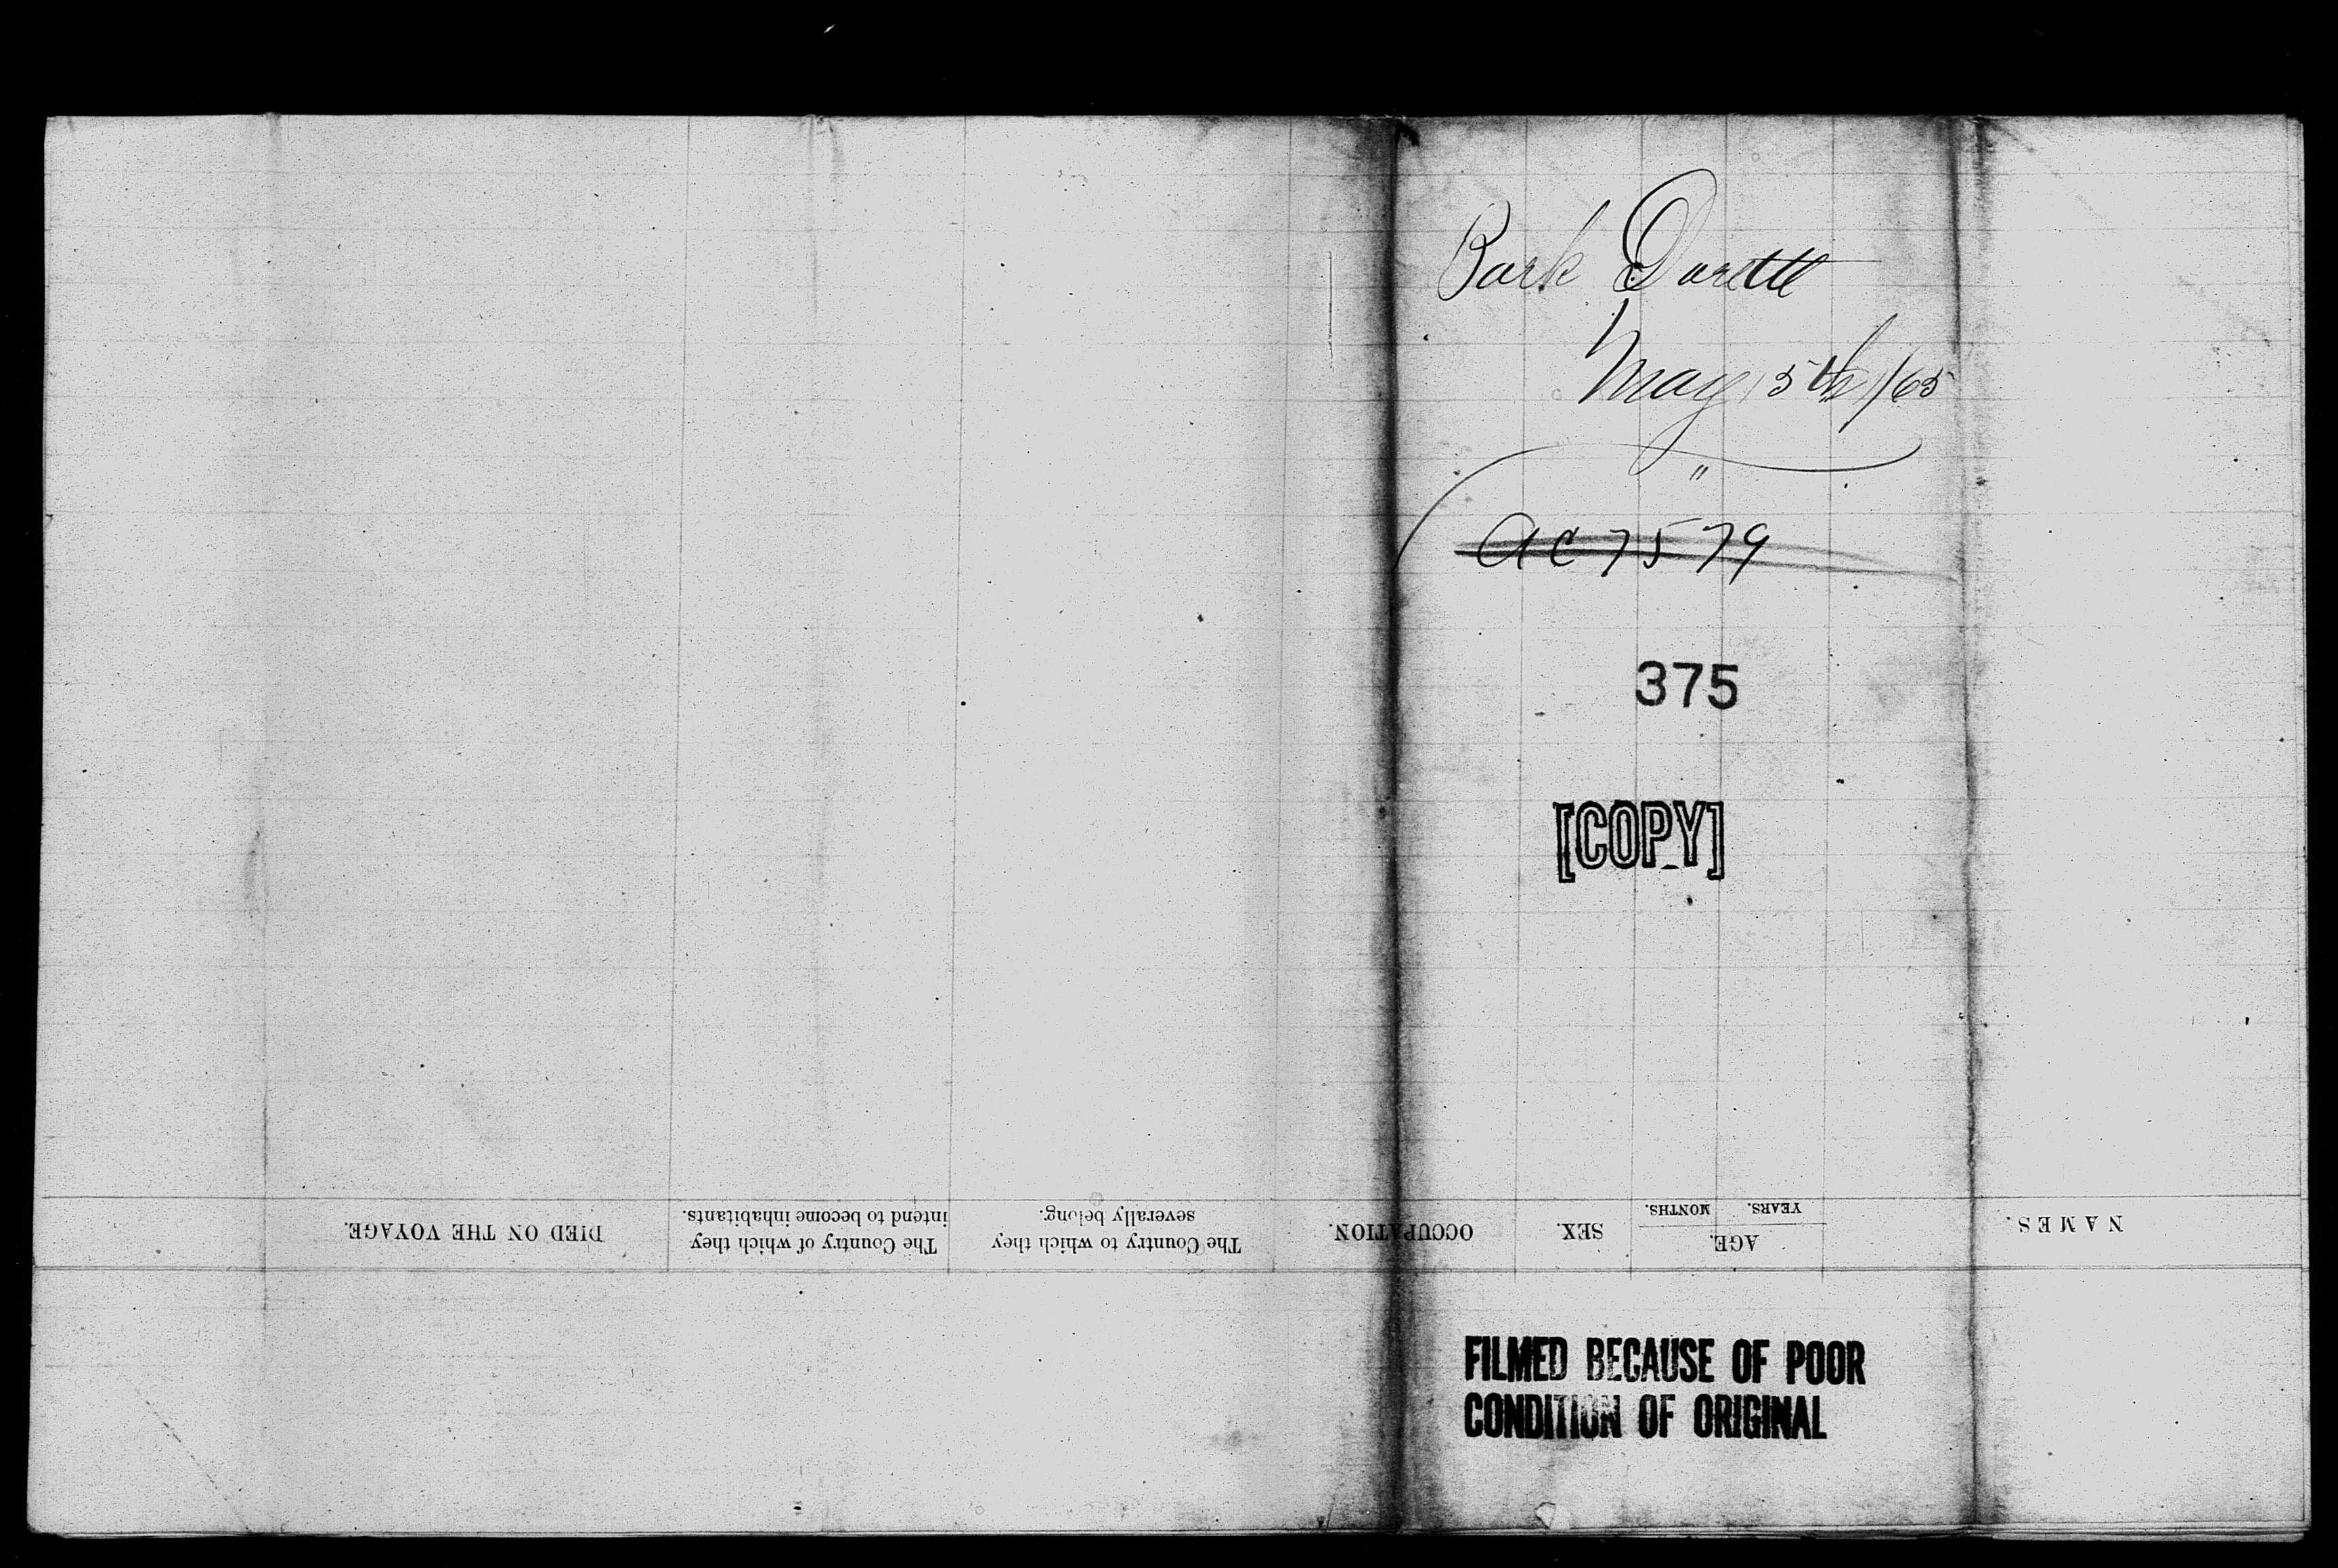 Bark Dorette
May 15th /65
"
AC 7579
375
[COPY]
NAMES.
AGE.
YEARS. MONTHS.
SEX.
OCCUPATION.
The Country to which they
severally belong.
The Country of which they
intend to become inhabitants.
DIED ON THE VOYAGE.
FILMED BECAUSE OF POOR
CONDITION OF ORIGINAL